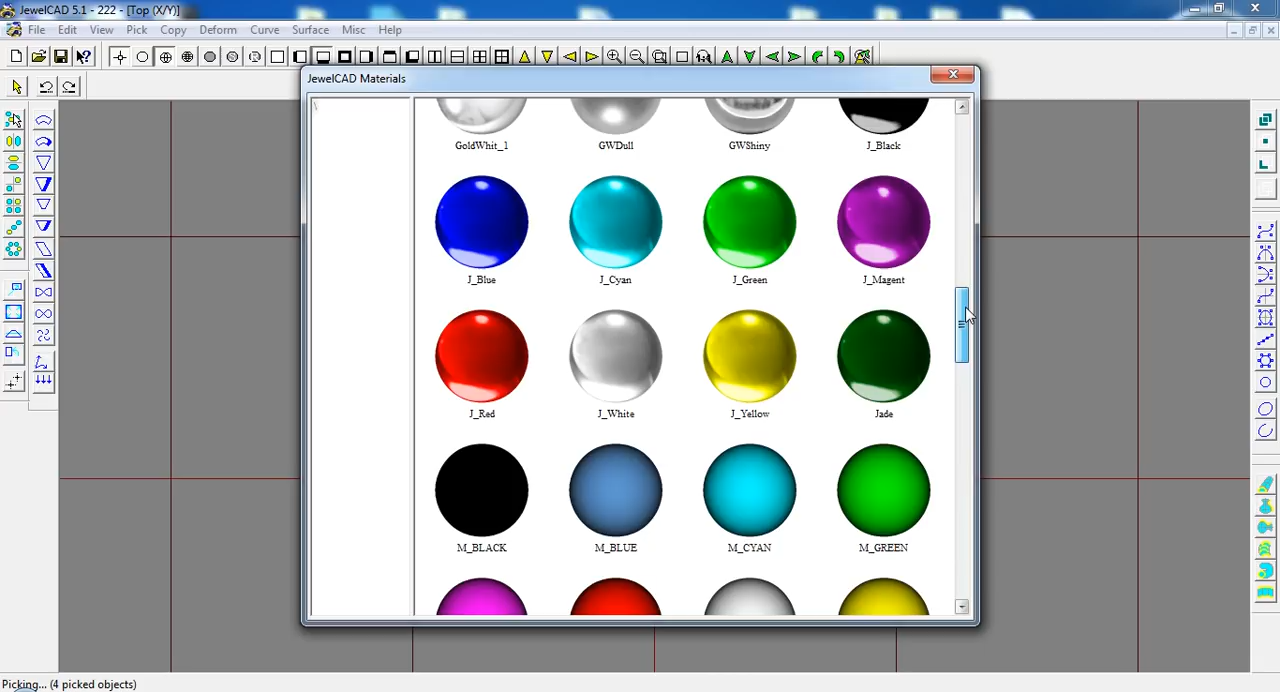 JewelCAD 5.1 - 222 - [Top (X/Y)]
File Edit View Pick Copy Deform Curve Surface Misc Help
JewelCAD Materials
\
GoldWhit_1 GWDull GWShiny J_Black
J_Blue J_Cyan J_Green J_Magent
J_Red J_White J_Yellow Jade
M_BLACK M_BLUE M_CYAN M_GREEN
Picking... (4 picked objects)